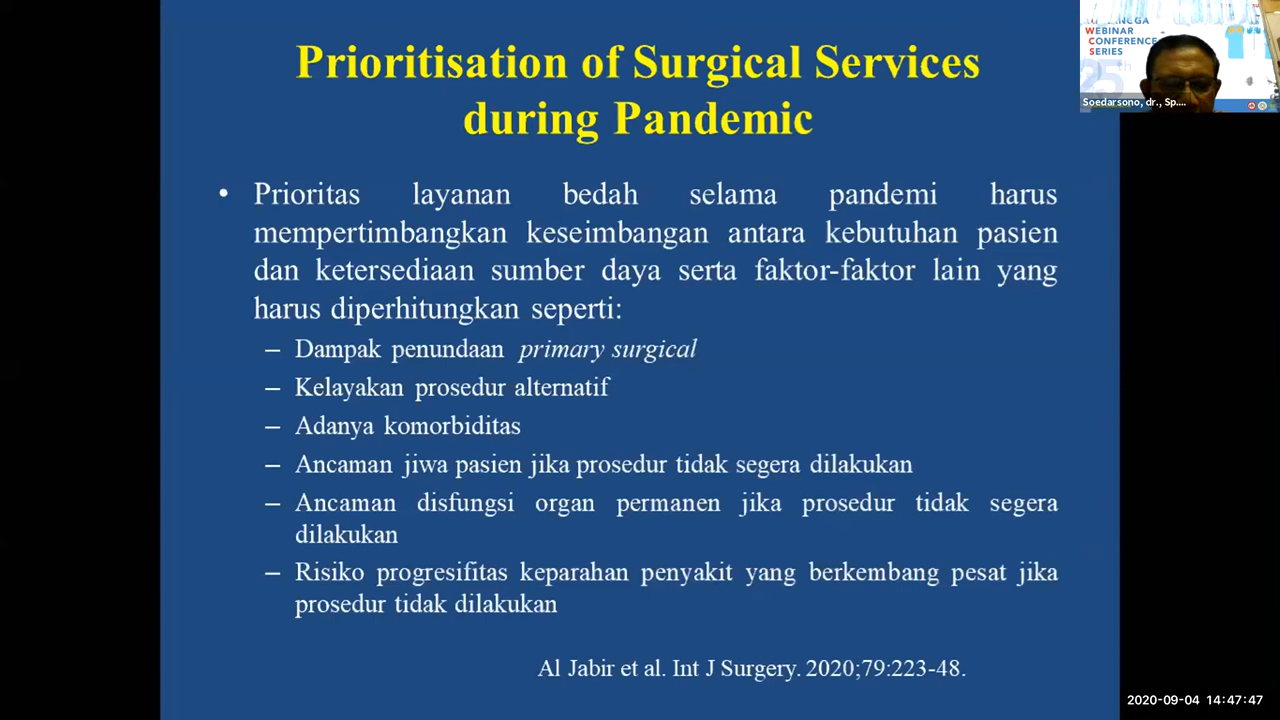 Prioritisation of Surgical Services
during Pandemic
• Prioritas layanan bedah selama pandemi harus
mempertimbangkan keseimbangan antara kebutuhan pasien
dan ketersediaan sumber daya serta faktor-faktor lain yang
harus diperhitungkan seperti:
– Dampak penundaan primary surgical
– Kelayakan prosedur alternatif
– Adanya komorbiditas
– Ancaman jiwa pasien jika prosedur tidak segera dilakukan
– Ancaman disfungsi organ permanen jika prosedur tidak segera
dilakukan
– Risiko progresifitas keparahan penyakit yang berkembang pesat jika
prosedur tidak dilakukan
Al Jabir et al. Int J Surgery. 2020;79:223-48.
WEBINAR
CONFERENCE
SERIES
25th
Soedarsono, dr., Sp....
2020-09-04 14:47:47